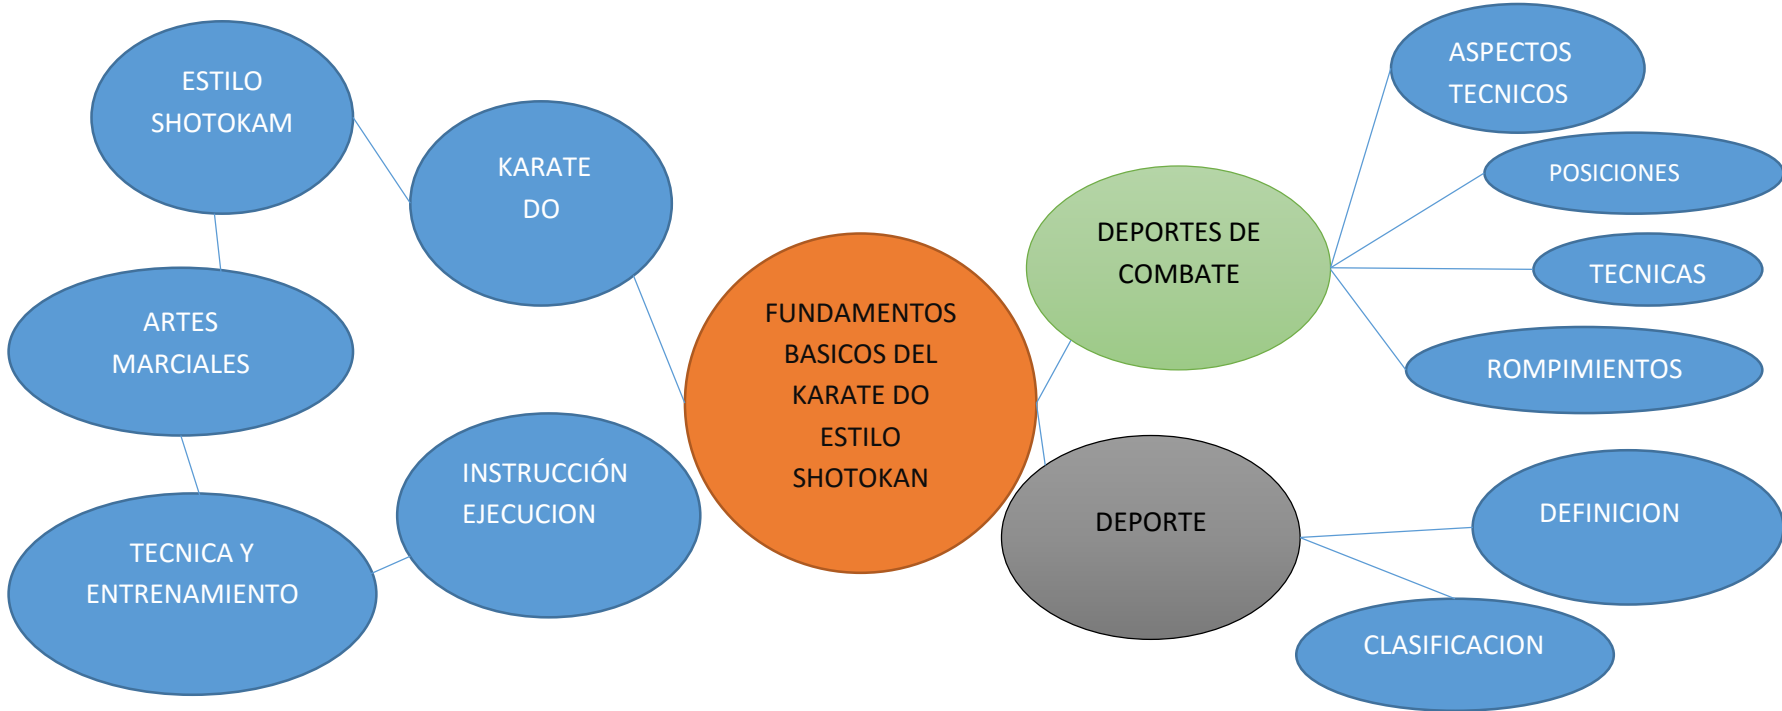 ESTILO
SHOTOKAM
KARATE
DO
ARTES
MARCIALES
INSTRUCCIÓN
EJECUCION
TECNICA Y
ENTRENAMIENTO
FUNDAMENTOS
BASICOS DEL
KARATE DO
ESTILO
SHOTOKAN
DEPORTES DE
COMBATE
ASPECTOS
TECNICOS
POSICIONES
TECNICAS
ROMPIMIENTOS
DEPORTE
DEFINICION
CLASIFICACION